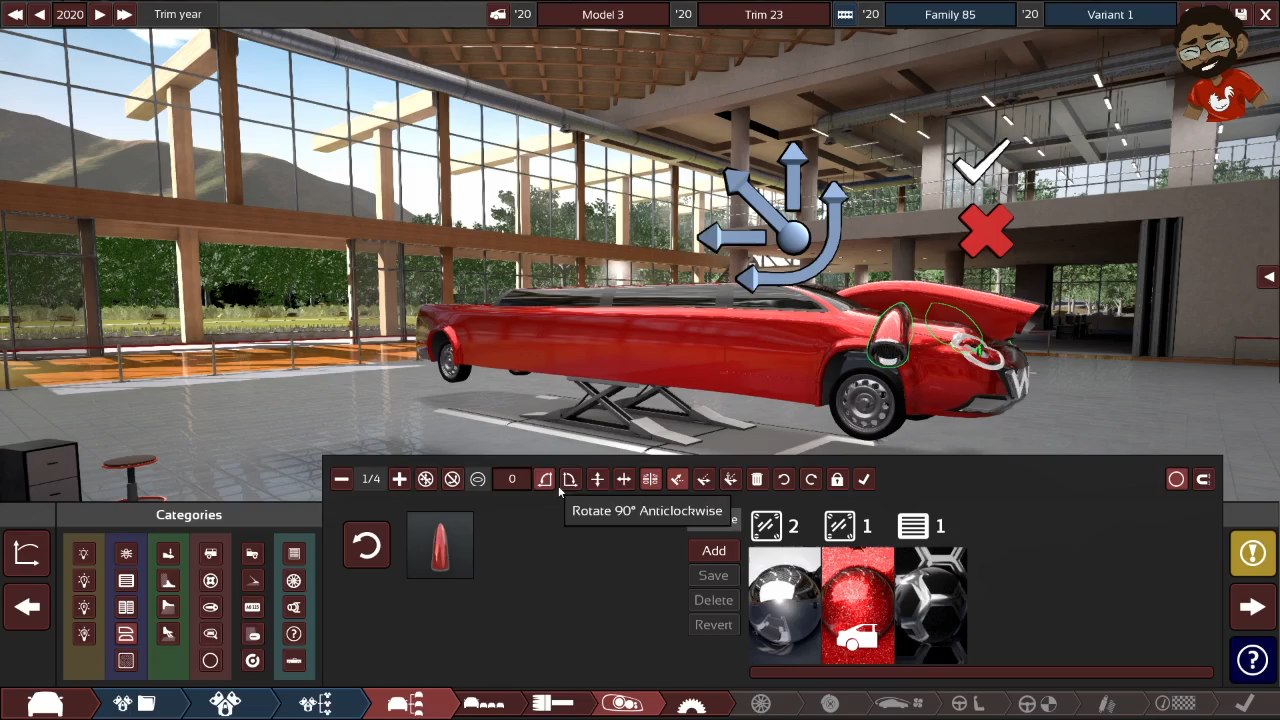 2020 Trim year '20 Model 3 '20 Trim 23 '20 Family 85 '20 Variant 1
W
1/4 0
Rotate 90° Anticlockwise
Categories
2 1 1
Add
Save
Delete
Revert